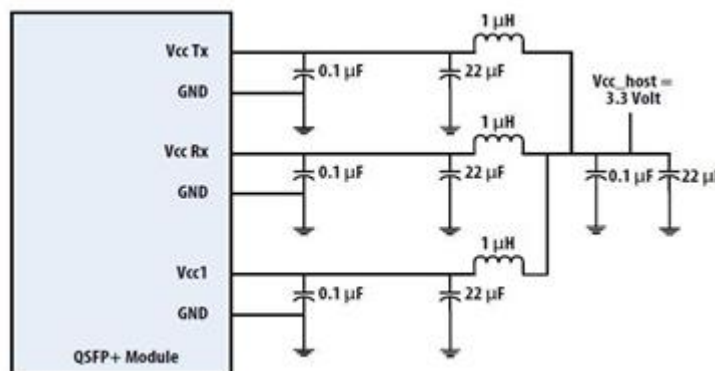 1 µH
Vcc Tx
0.1 µF
22 µF
GND
Vcc_host =
3.3 Volt
1 µH
Vcc Rx
0.1 µF
22 µF
0.1 µF
22 µ
GND
1 µH
Vcc1
0.1 µF
22 µF
GND
QSFP+ Module